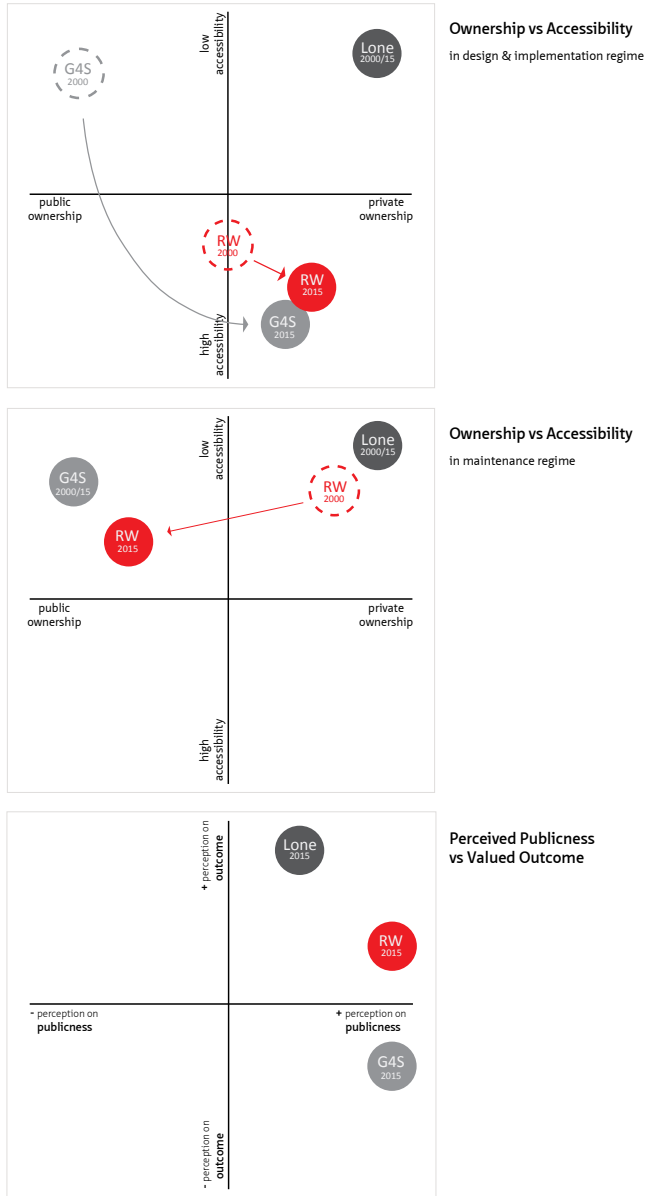 Ownership vs Accessibility
in design & implementation regime
low
accessibility
G4S
2000
Lone
2000/15
public
ownership
private
ownership
RW
2000
RW
2015
G4S
2015
high
accessibility
Ownership vs Accessibility
in maintenance regime
low
accessibility
Lone
2000/15
G4S
2000/15
RW
2000
RW
2015
public
ownership
private
ownership
high
accessibility
Perceived Publicness
vs Valued Outcome
+ perception on
outcome
Lone
2015
RW
2015
- perception on
publicness
+ perception on
publicness
G4S
2015
- perception on
outcome